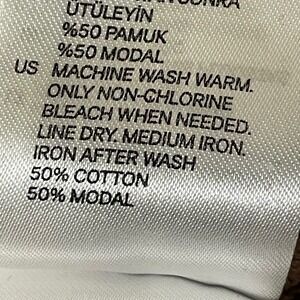 SONRA
ÜTÜLEYİN
%50 PAMUK
%50 MODAL
US MACHINE WASH WARM.
ONLY NON-CHLORINE
BLEACH WHEN NEEDED.
LINE DRY. MEDIUM IRON.
IRON AFTER WASH
50% COTTON
50% MODAL